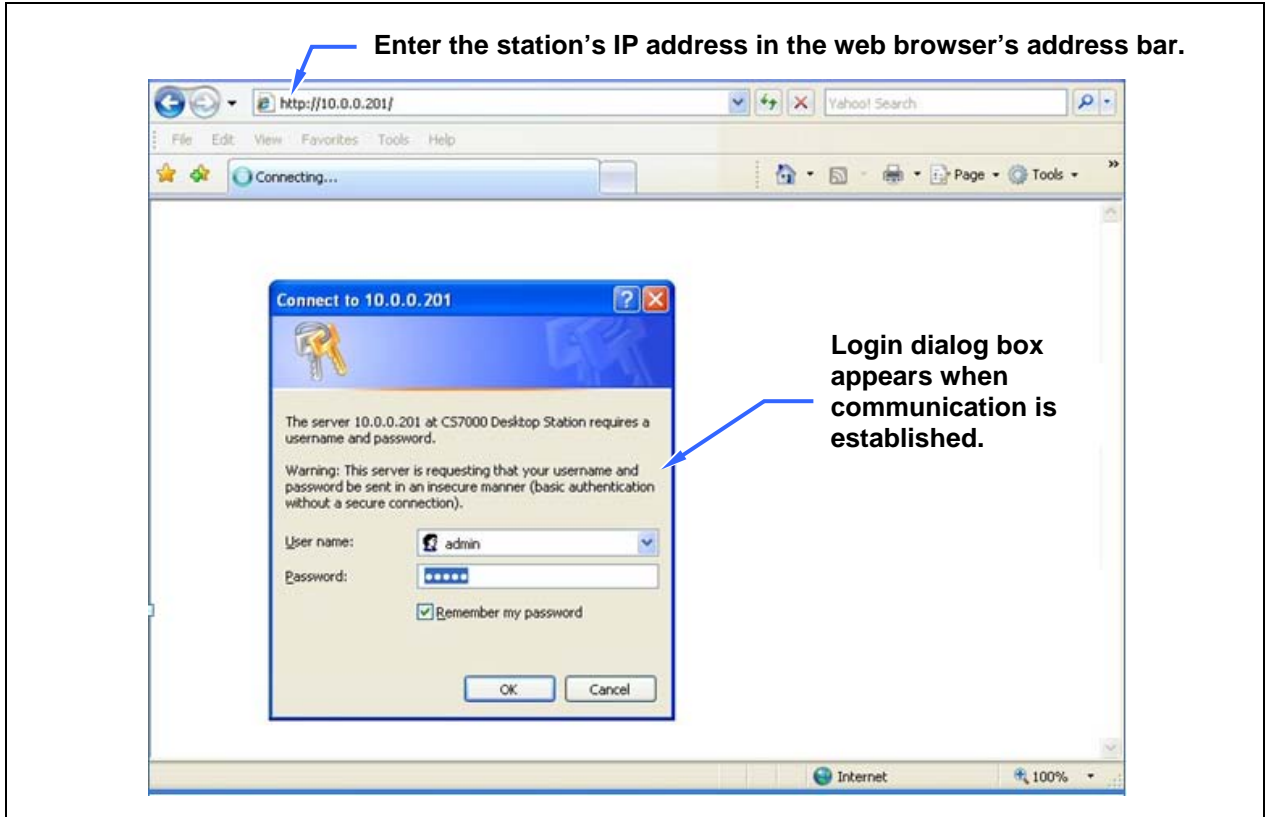 Enter the station’s IP address in the web browser’s address bar.
http://10.0.0.201/
Yahoo! Search
File Edit View Favorites Tools Help
Connecting...
Page
Tools
»
Connect to 10.0.0.201
The server 10.0.0.201 at CS7000 Desktop Station requires a
username and password.
Warning: This server is requesting that your username and
password be sent in an insecure manner (basic authentication
without a secure connection).
User name:
admin
Password:
●●●●●
Remember my password
OK
Cancel
Login dialog box
appears when
communication is
established.
Internet
100%